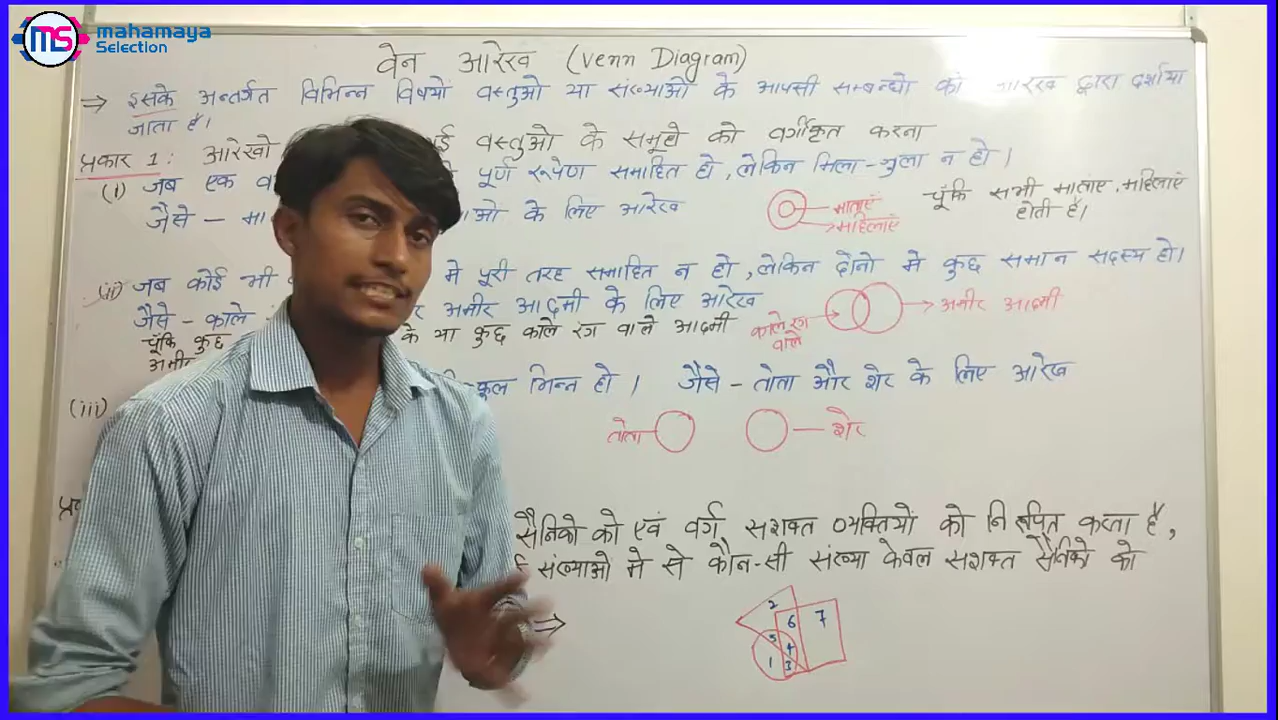 MS mahamaya
Selection
वेन आरेख (Venn Diagram)
⇒ इसके अन्तर्गत विभिन्न विषयों वस्तुओ या संख्याओ के आपसी सम्बन्धो को द्वारा दर्शाया
जाता है।
प्रकार 1: आरेखो वस्तुओ के समूहो को वर्गीकृत करना
(i) जब एक पूर्ण रूपेण समाहित हो, लेकिन मिला-जुला न हो।
जैसे - के लिए आरेख
माताएं
महिलाएं
चूंकि सभी माताएं, महिलाएं
होती है।
(ii) जब कोई भी मे पूरी तरह समाहित न हो, लेकिन दोनो मे कुछ समान सदस्य हो।
जैसे - काले अमीर आदमी के लिए आरेख
चूंकि कुछ के या कुछ काले रंग वाले आदमी
अमीर
काले रंग
वाले
अमीर आदमी
(iii) भिन्न हो। जैसे - तोता और शेर के लिए आरेख
तोता
शेर
सैनिको को एवं वर्ग सशक्त व्यक्तियों को निरूपित करता है,
संख्याओ मे से कौन-सी संख्या केवल सशक्त सैनिको को
⇒
2
6 7
5
4
1 3